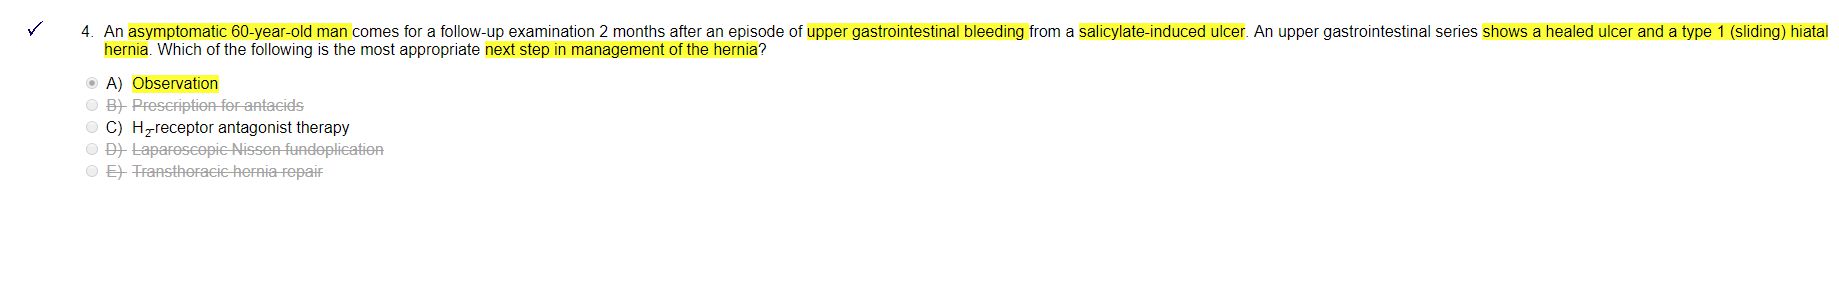 4. An asymptomatic 60-year-old man comes for a follow-up examination 2 months after an episode of upper gastrointestinal bleeding from a salicylate-induced ulcer. An upper gastrointestinal series shows a healed ulcer and a type 1 (sliding) hiatal
hernia. Which of the following is the most appropriate next step in management of the hernia?
A) Observation
B) Prescription for antacids
C) H2-receptor antagonist therapy
D) Laparoscopic Nissen fundoplication
E) Transthoracic hernia repair